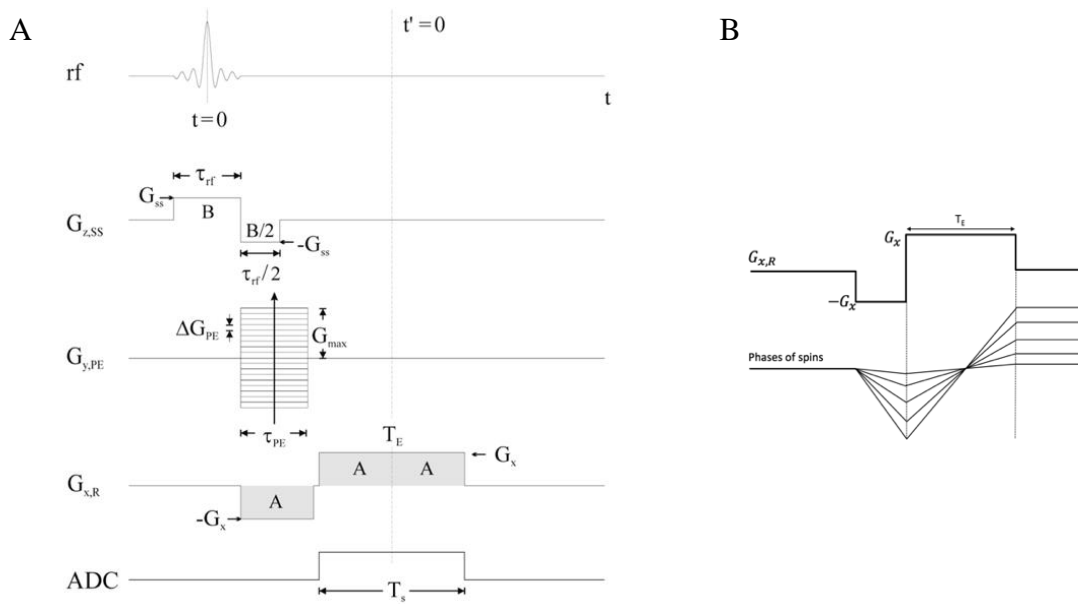 A
B
t' = 0
rf
t
t = 0
τrf
Gss
B
B/2
Gz,SS
-Gss
τrf/2
ΔGPE
Gmax
Gy,PE
τPE
TE
Gx
A
A
Gx,R
A
-Gx
ADC
Ts
TE
Gx
Gx,R
−Gx
Phases of spins